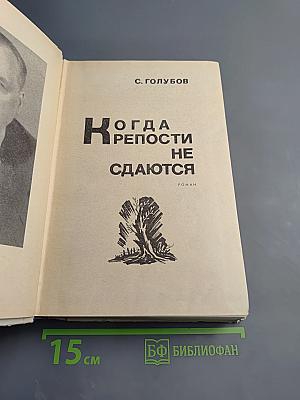 С. ГОЛУБОВ
КОГДА
КРЕПОСТИ
НЕ
СДАЮТСЯ
РОМАН
15 см
БФ БИБЛИОФАН